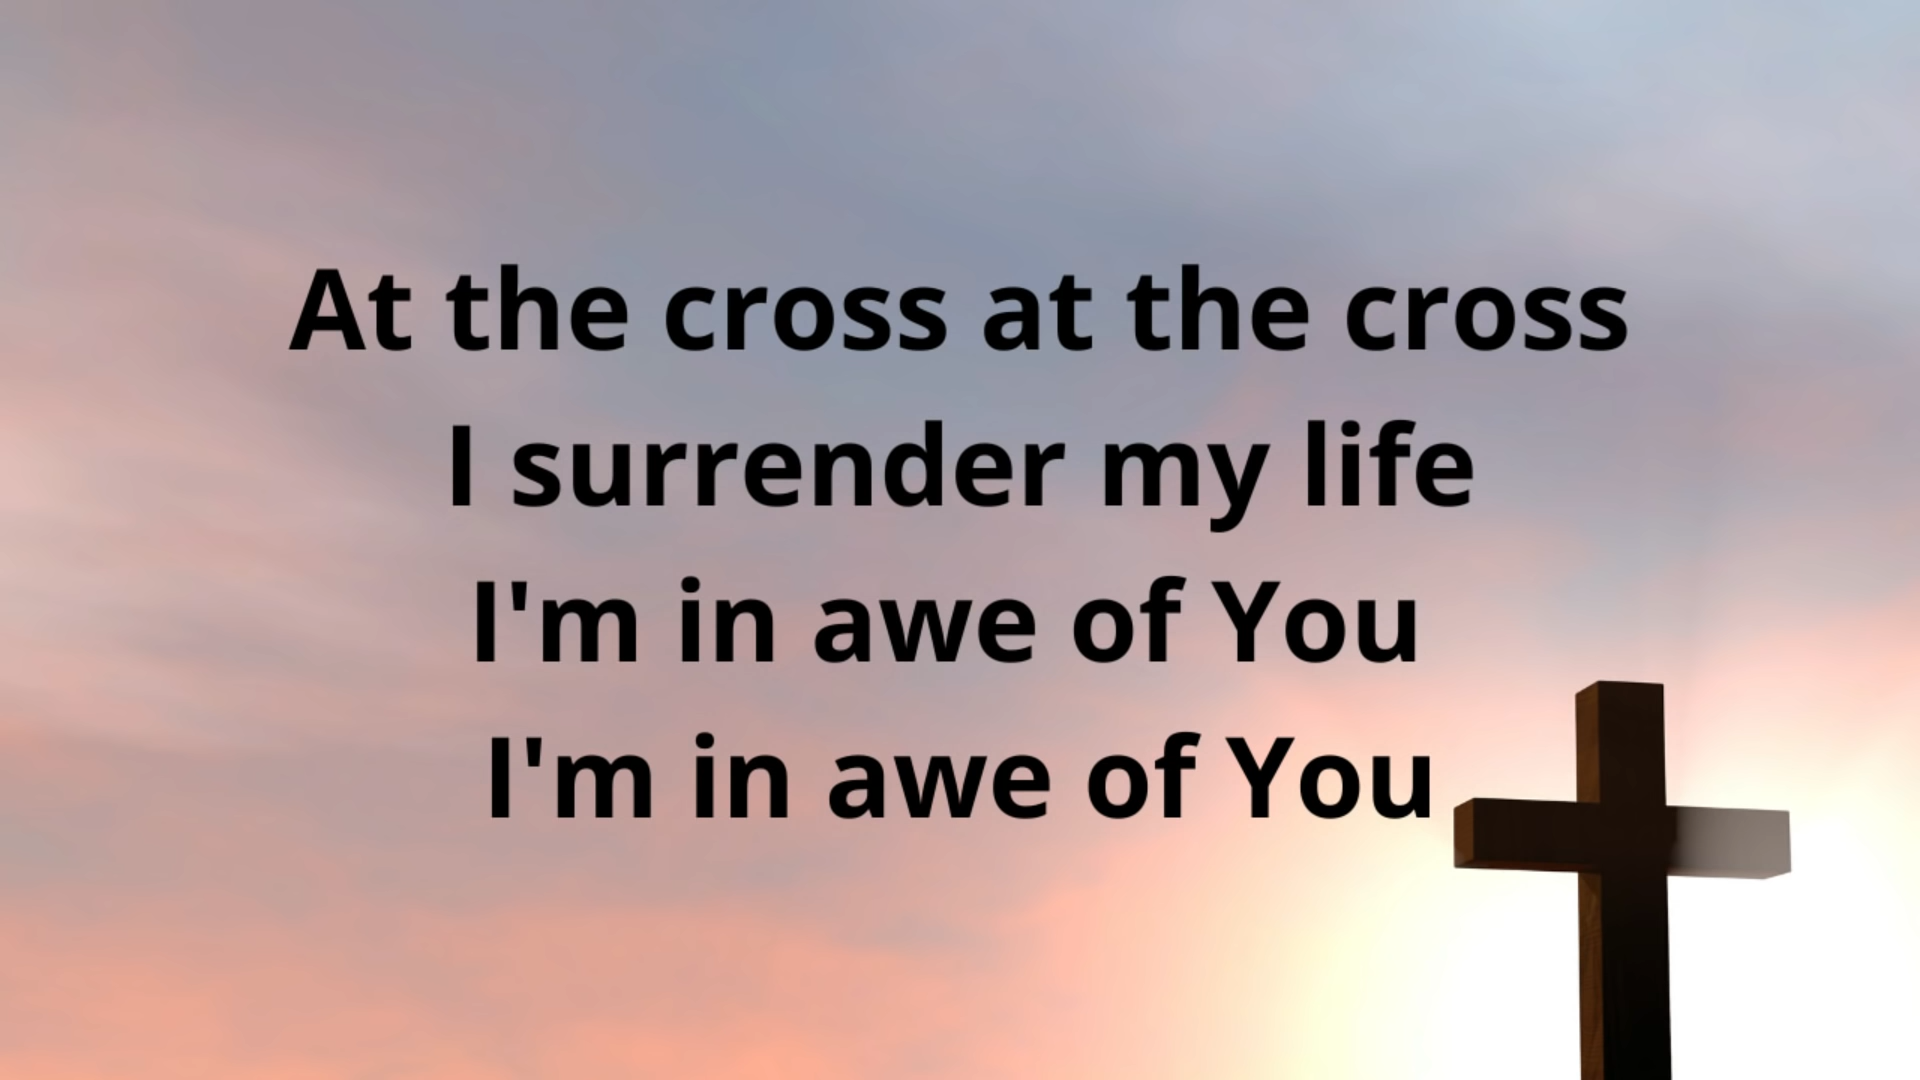 At the cross at the cross
I surrender my life
I'm in awe of You
I'm in awe of You